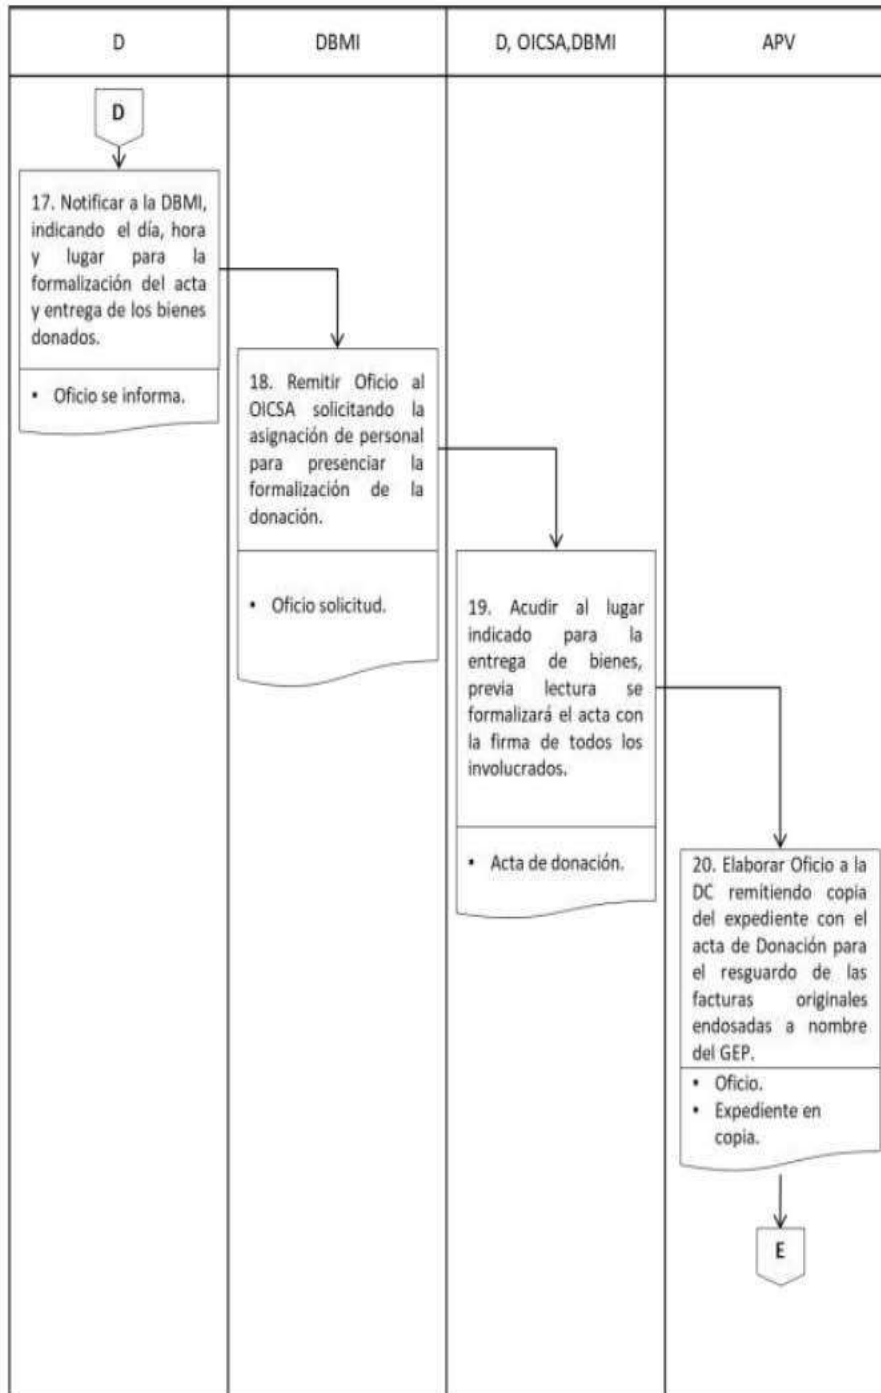 D
DBMI
D, OICSA,DBMI
APV
D
17. Notificar a la DBMI,
indicando el día, hora
y lugar para la
formalización del acta
y entrega de los bienes
donados.
• Oficio se informa.
18. Remitir Oficio al
OICSA solicitando la
asignación de personal
para presenciar la
formalización de la
donación.
• Oficio solicitud.
19. Acudir al lugar
indicado para la
entrega de bienes,
previa lectura se
formalizará el acta con
la firma de todos los
involucrados.
• Acta de donación.
20. Elaborar Oficio a la
DC remitiendo copia
del expediente con el
acta de Donación para
el resguardo de las
facturas originales
endosadas a nombre
del GEP.
• Oficio.
• Expediente en
copia.
E